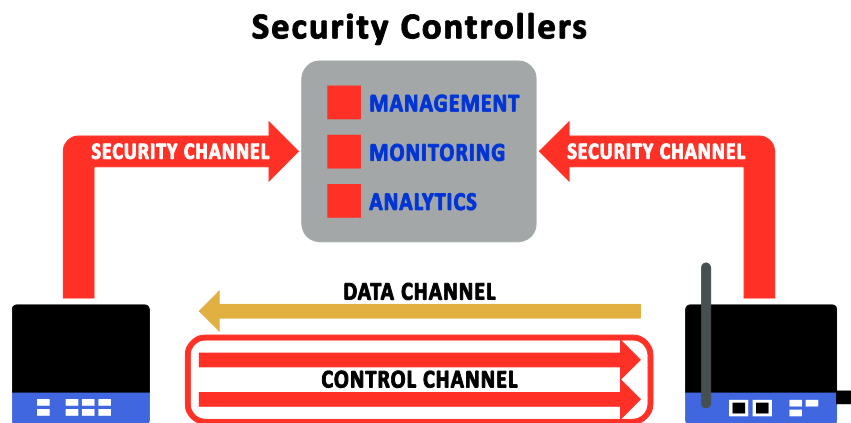 Security Controllers
MANAGEMENT
SECURITY CHANNEL
MONITORING
SECURITY CHANNEL
ANALYTICS
DATA CHANNEL
CONTROL CHANNEL